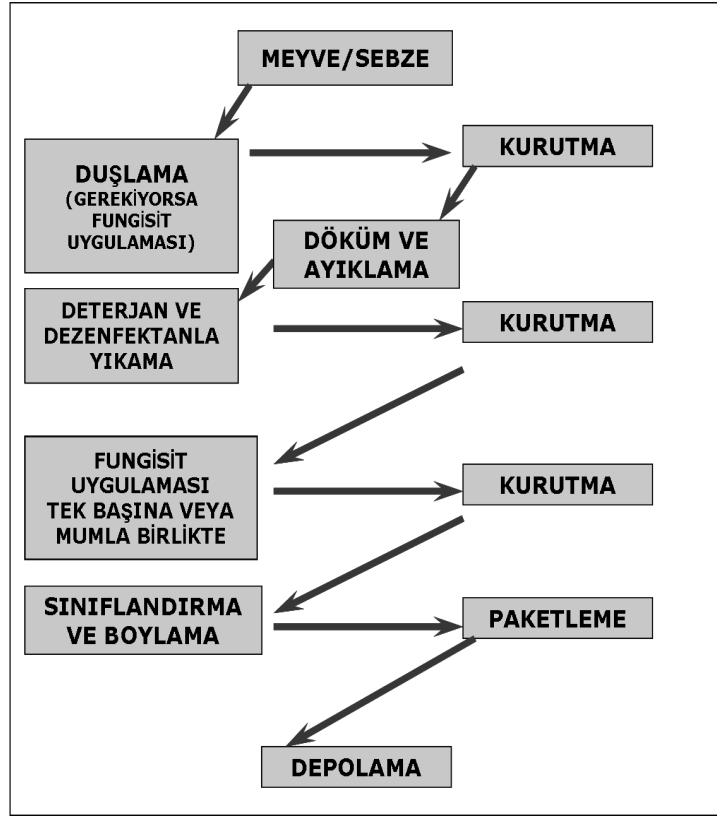 MEYVE/SEBZE
DUŞLAMA
(GEREKİYORSA
FUNGİSİT
UYGULAMASI)
KURUTMA
DÖKÜM VE
AYIKLAMA
DETERJAN VE
DEZENFEKTANLA
YIKAMA
KURUTMA
FUNGİSİT
UYGULAMASI
TEK BAŞINA VEYA
MUMLA BİRLİKTE
KURUTMA
SINIFLANDIRMA
VE BOYLAMA
PAKETLEME
DEPOLAMA